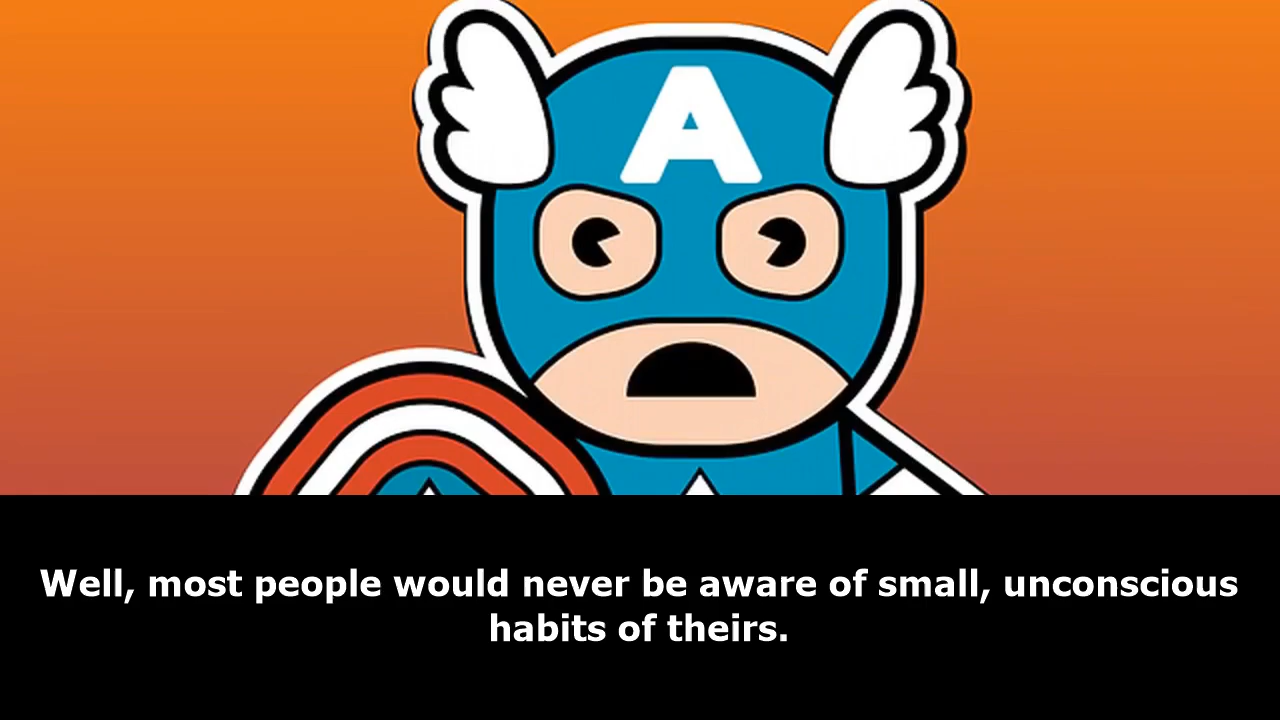 A
Well, most people would never be aware of small, unconscious
habits of theirs.